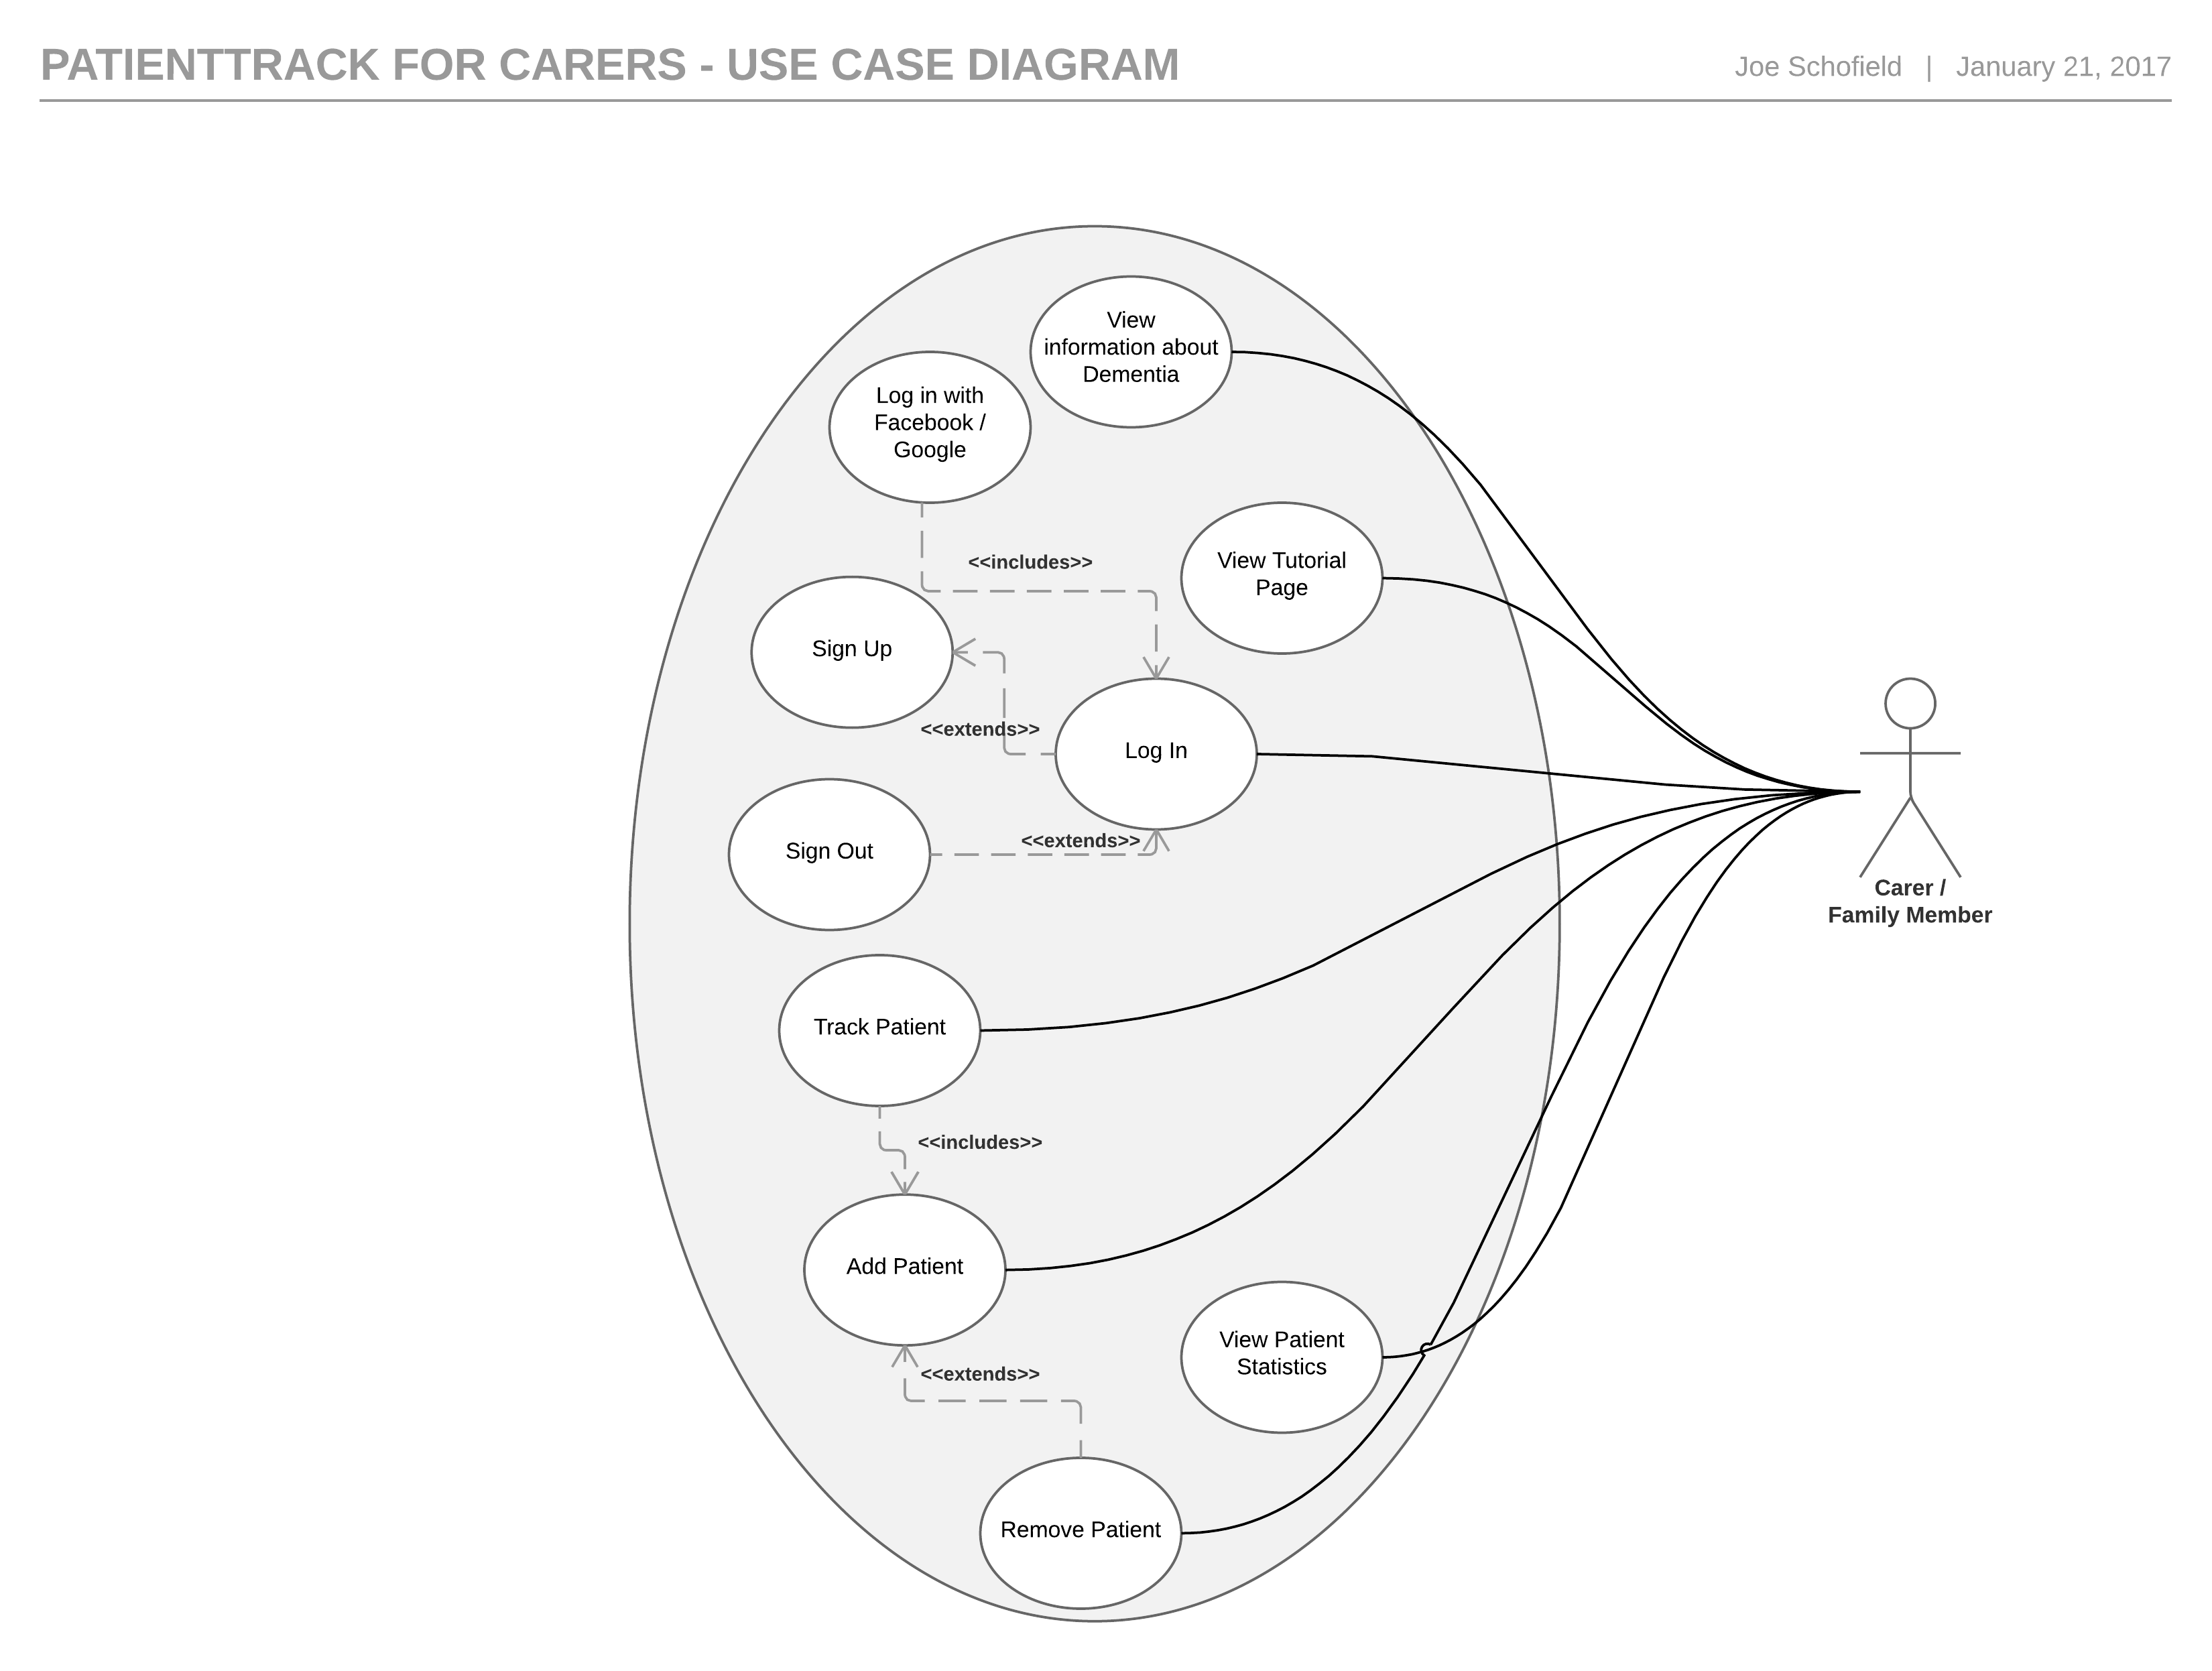 PATIENTTRACK FOR CARERS - USE CASE DIAGRAM
Joe Schofield | January 21, 2017
View
information about
Dementia
Log in with
Facebook /
Google
<<includes>>
View Tutorial
Page
Sign Up
<<extends>>
Log In
Sign Out
<<extends>>
Carer /
Family Member
Track Patient
<<includes>>
Add Patient
View Patient
Statistics
<<extends>>
Remove Patient